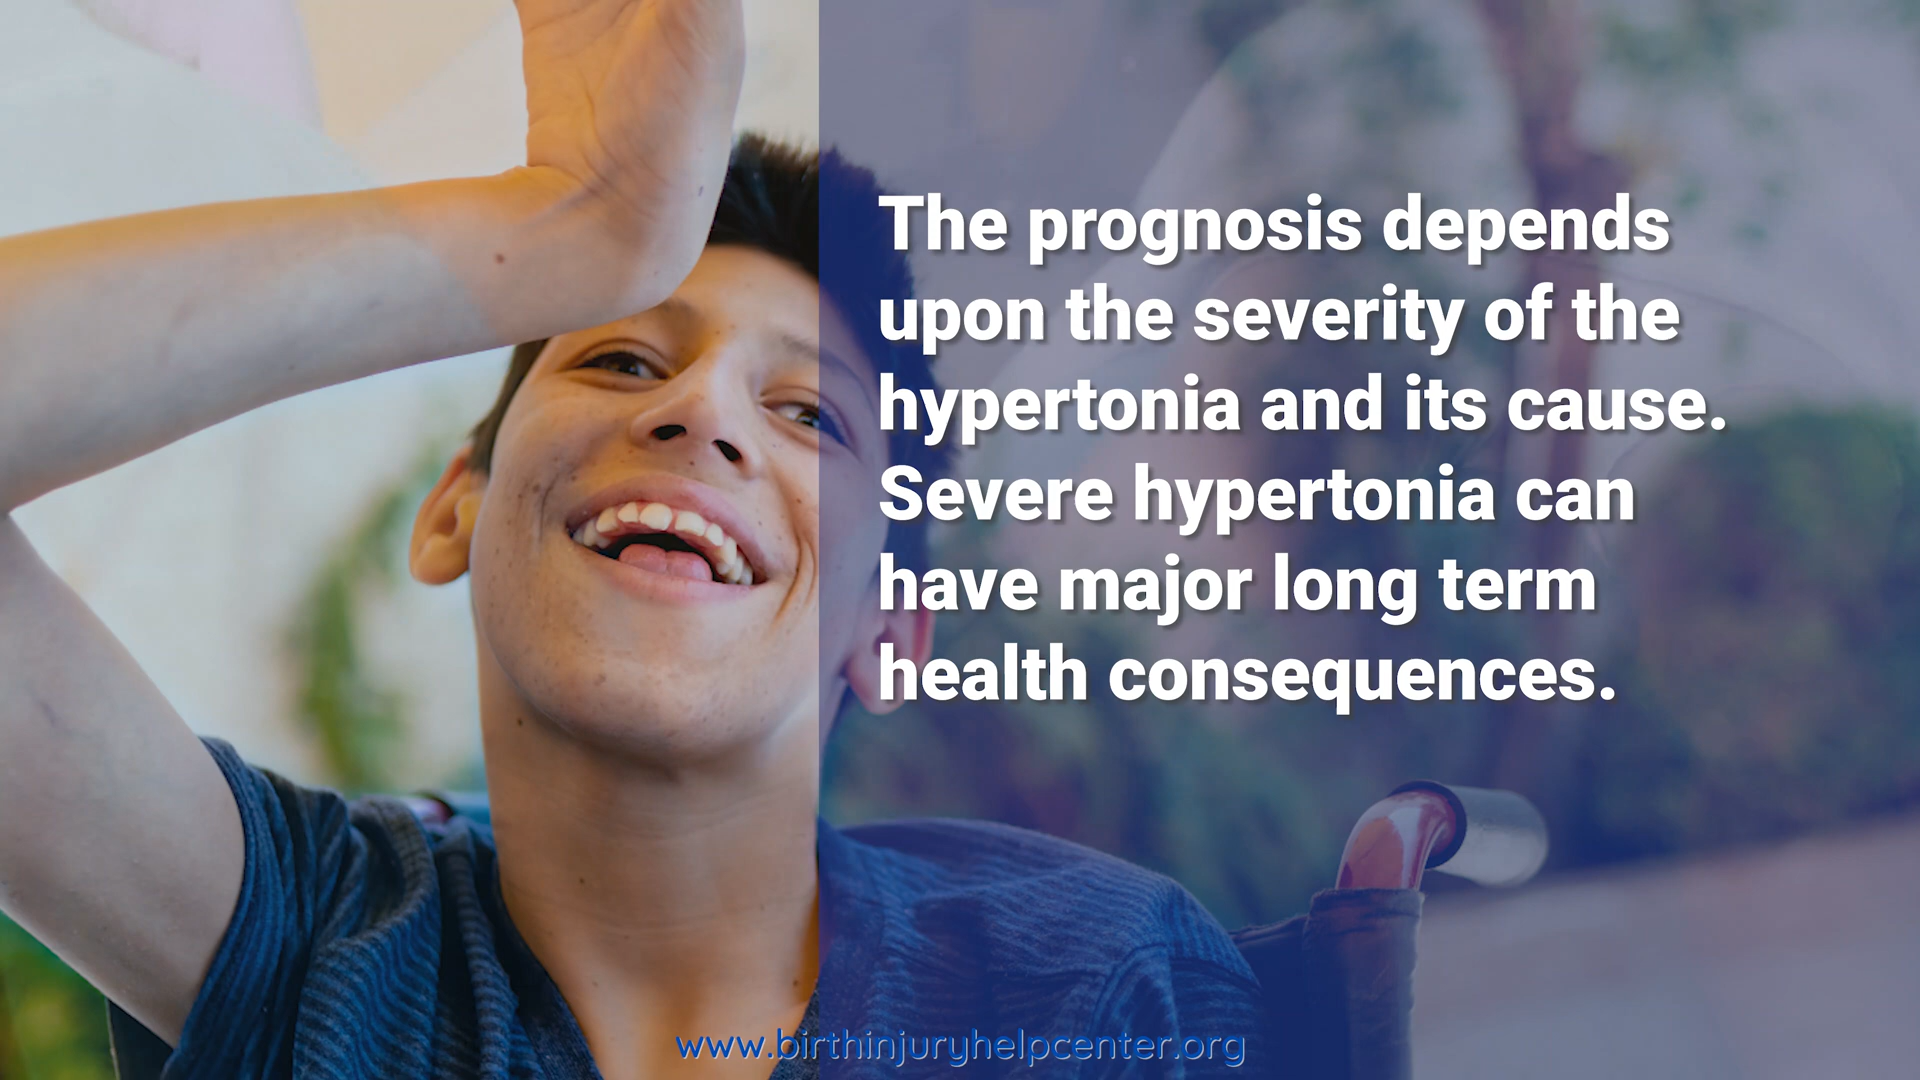 The prognosis depends
upon the severity of the
hypertonia and its cause.
Severe hypertonia can
have major long term
health consequences.
www.birthinjuryhelpcenter.org